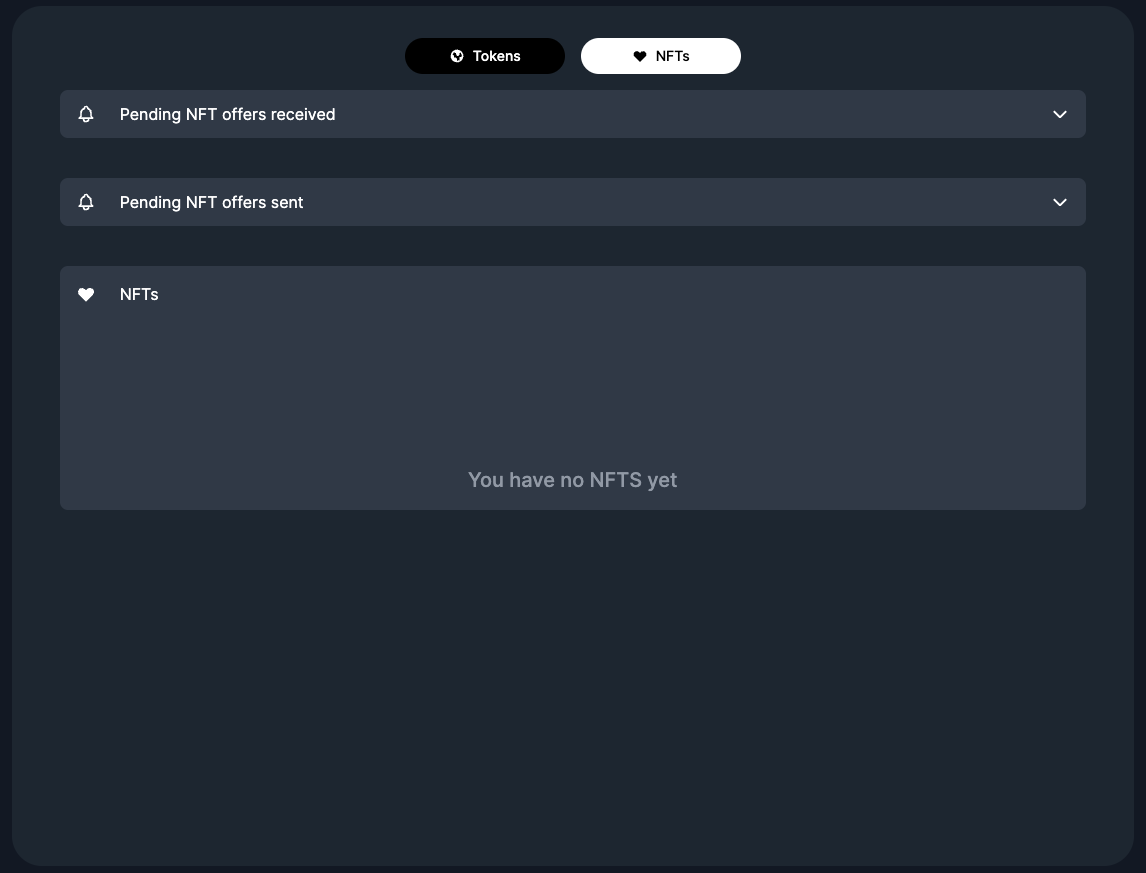 Tokens
NFTs
Pending NFT offers received
Pending NFT offers sent
NFTs
You have no NFTS yet